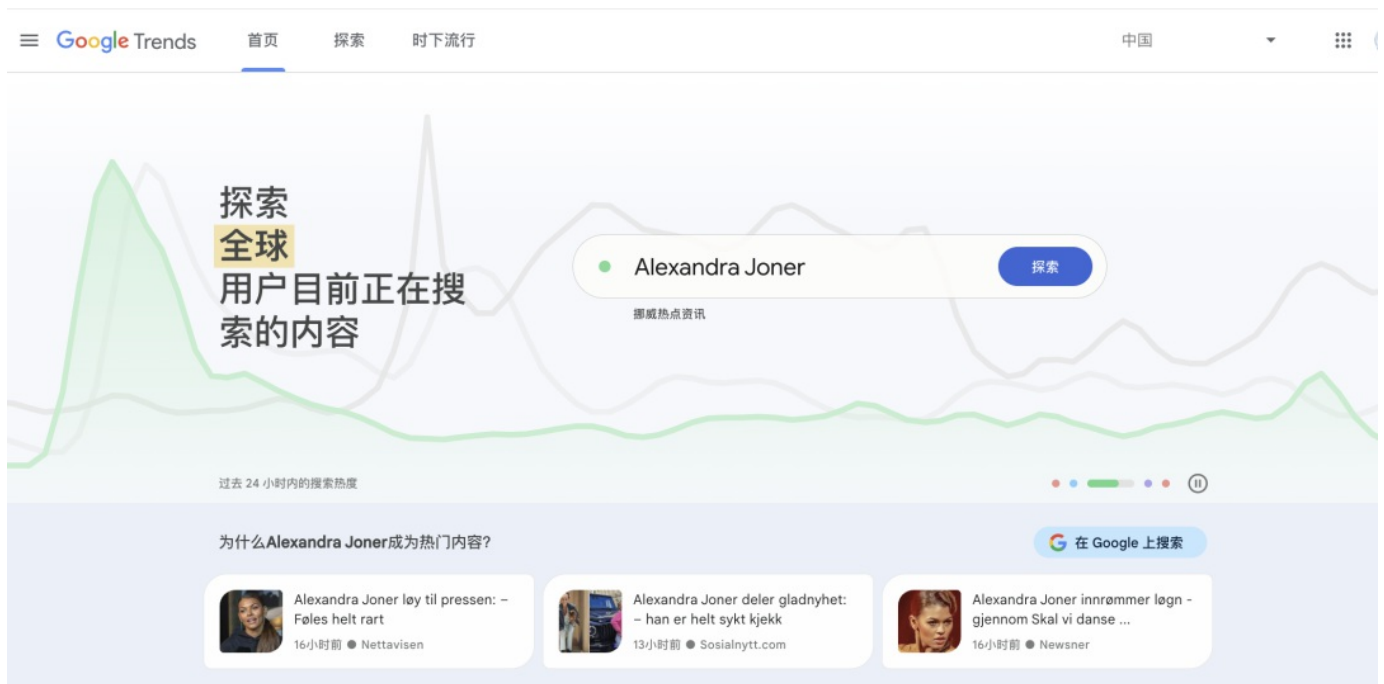 Google Trends
首页
探索
时下流行
中国
探索
全球
用户目前正在搜
索的内容
Alexandra Joner
探索
挪威热点资讯
过去 24 小时内的搜索热度
为什么Alexandra Joner成为热门内容?
在 Google 上搜索
Alexandra Joner løy til pressen: –
Føles helt rart
16小时前 ● Nettavisen
Alexandra Joner deler gladnyhet:
– han er helt sykt kjekk
13小时前 ● Sosialnytt.com
Alexandra Joner innrømmer løgn -
gjennom Skal vi danse ...
16小时前 ● Newsner